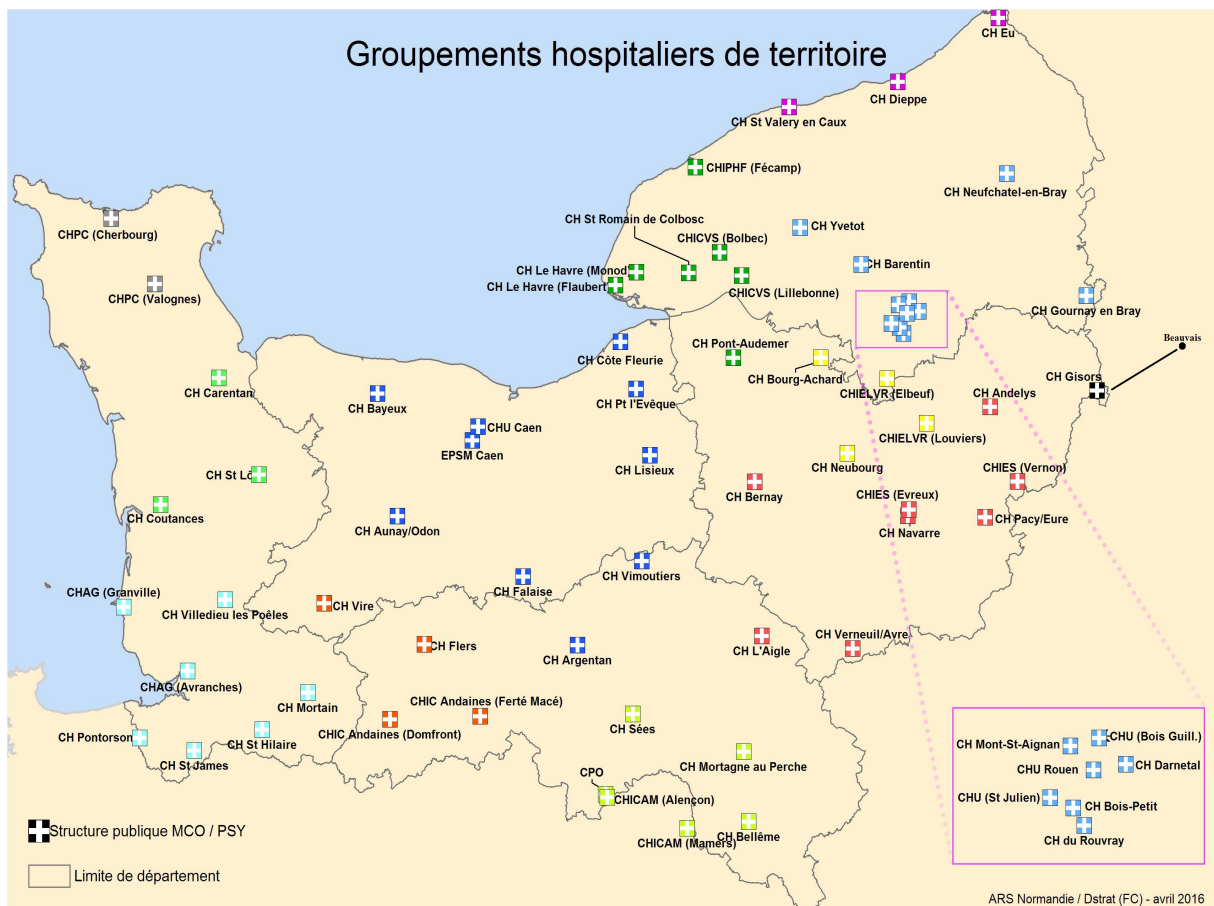 CH Eu
Groupements hospitaliers de territoire
CH Dieppe
CH St Valery en Caux
CHIPHF (Fécamp)
CH Neufchatel-en-Bray
CH St Romain de Colbosc
CHPC (Cherbourg)
CH Yvetot
CHICVS (Bolbec)
CH Barentin
CH Le Havre (Monod)
CH Le Havre (Flaubert)
CHICVS (Lillebonne)
CHPC (Valognes)
CH Gournay en Bray
Beauvais
CH Pont-Audemer
CH Côte Fleurie
CH Bourg-Achard
CH Gisors
CH Carentan
CHIELVR (Elbeuf)
CH Andelys
CH Bayeux
CH Pt l'Evêque
CHU Caen
CHIELVR (Louviers)
EPSM Caen
CH Lisieux
CH Neubourg
CHIES (Vernon)
CH St Lô
CH Bernay
CHIES (Evreux)
CH Coutances
CH Aunay/Odon
CH Navarre
CH Pacy/Eure
CH Vimoutiers
CHAG (Granville)
CH Falaise
CH Villedieu les Poêles
CH Vire
CH Verneuil/Avre
CH Flers
CH Argentan
CH L'Aigle
CHAG (Avranches)
CHIC Andaines (Ferté Macé)
CH Mortain
CH Sées
CH Pontorson
CH St Hilaire
CHIC Andaines (Domfront)
CH St James
CH Mortagne au Perche
CPO
CHICAM (Alençon)
CH Bellême
CHICAM (Mamers)
CHU (Bois Guill.)
CH Mont-St-Aignan
CH Darnetal
CHU Rouen
CHU (St Julien)
CH Bois-Petit
CH du Rouvray
Structure publique MCO / PSY
Limite de département
ARS Normandie / Dstrat (FC) - avril 2016